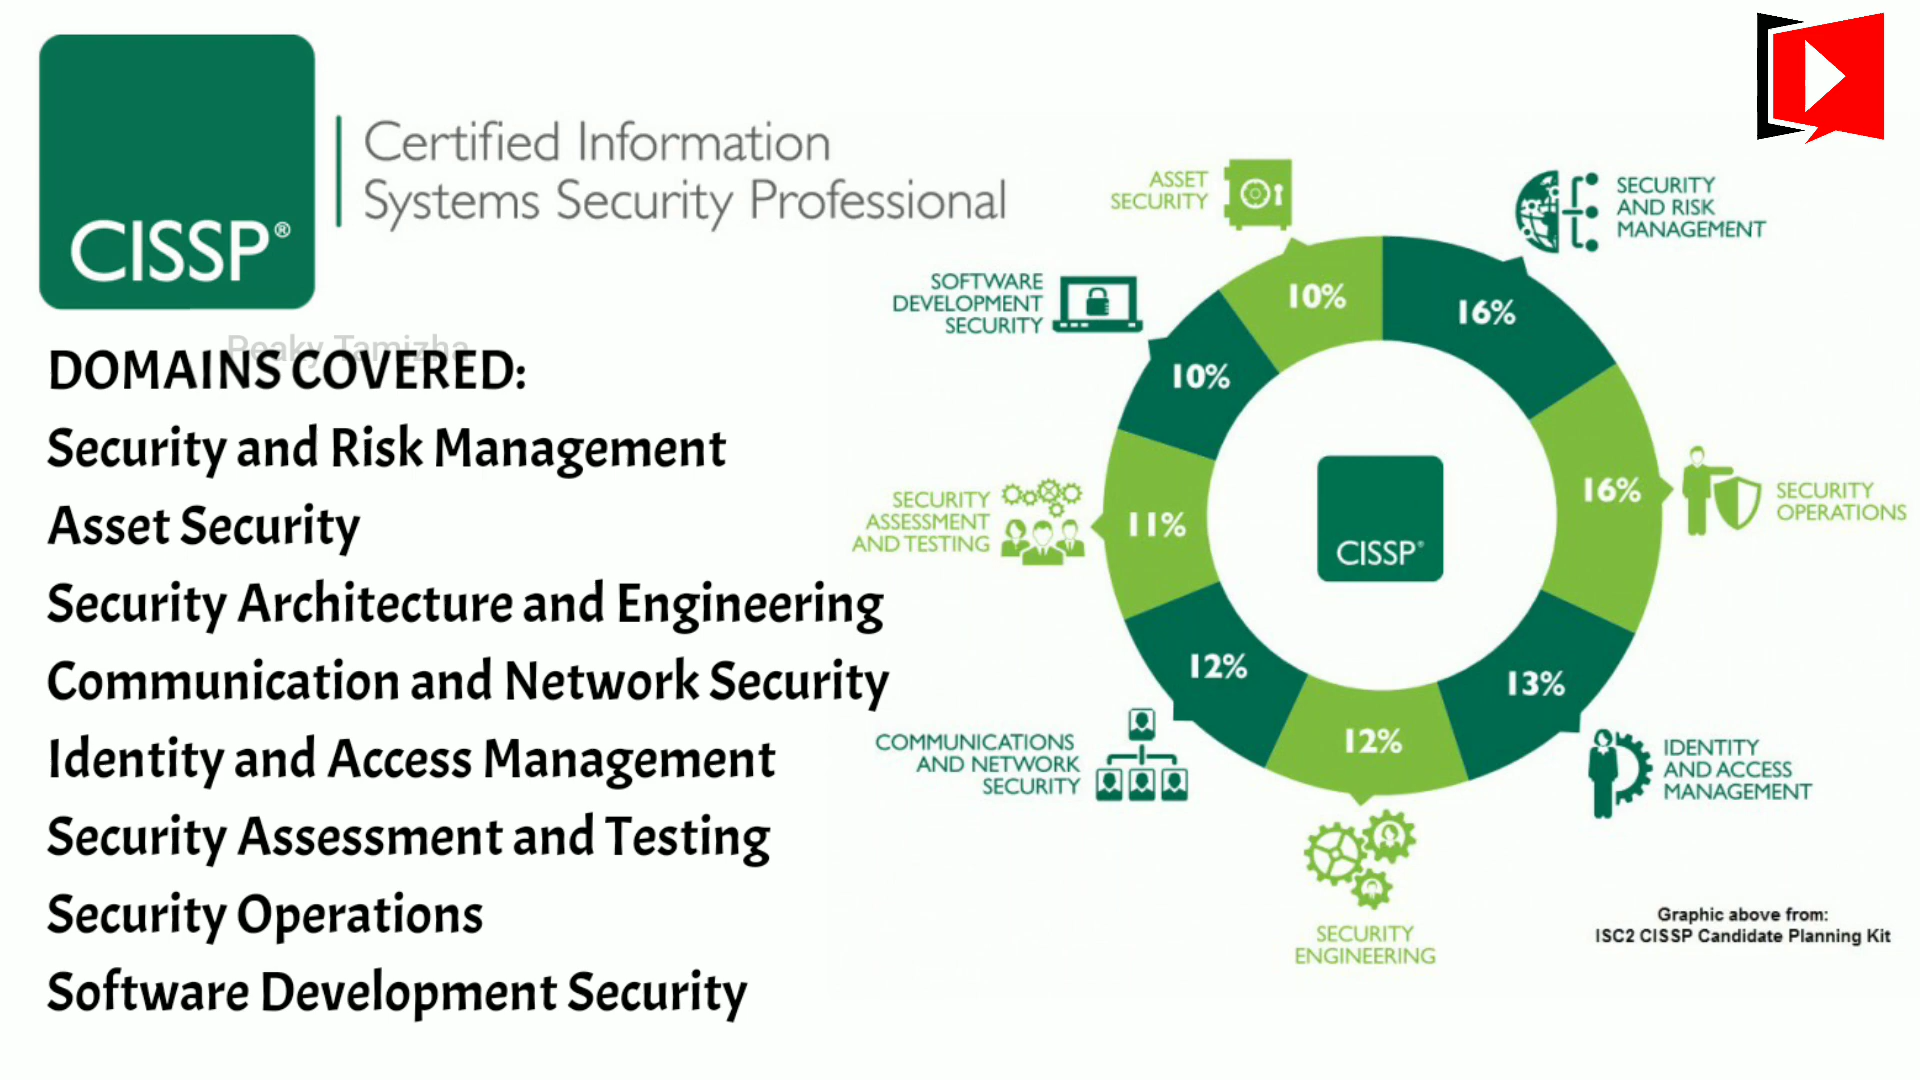 CISSP®
Certified Information
Systems Security Professional
Peaky Tamizha
DOMAINS COVERED:
Security and Risk Management
Asset Security
Security Architecture and Engineering
Communication and Network Security
Identity and Access Management
Security Assessment and Testing
Security Operations
Software Development Security
ASSET
SECURITY
10%
SECURITY
AND RISK
MANAGEMENT
16%
SECURITY
OPERATIONS
16%
IDENTITY
AND ACCESS
MANAGEMENT
13%
SECURITY
ENGINEERING
12%
COMMUNICATIONS
AND NETWORK
SECURITY
12%
SECURITY
ASSESSMENT
AND TESTING
11%
SOFTWARE
DEVELOPMENT
SECURITY
10%
CISSP®
Graphic above from:
ISC2 CISSP Candidate Planning Kit